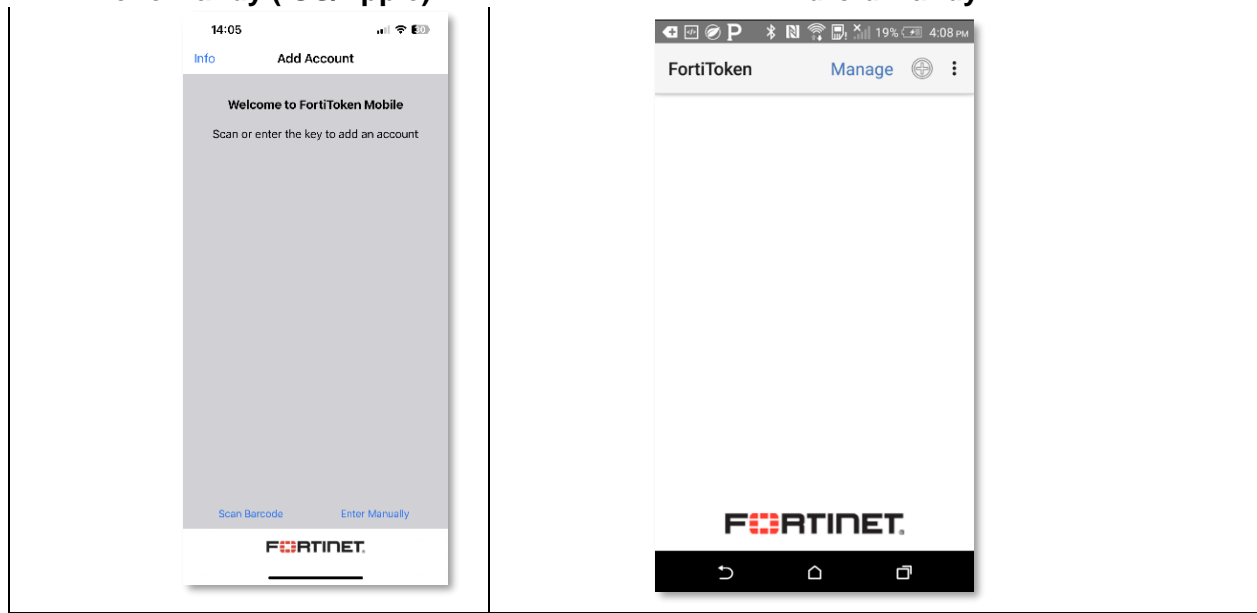 14:05
Info Add Account
Welcome to FortiToken Mobile
Scan or enter the key to add an account
Scan Barcode Enter Manually
FORTINET
19% 4:08 PM
FortiToken Manage
FORTINET